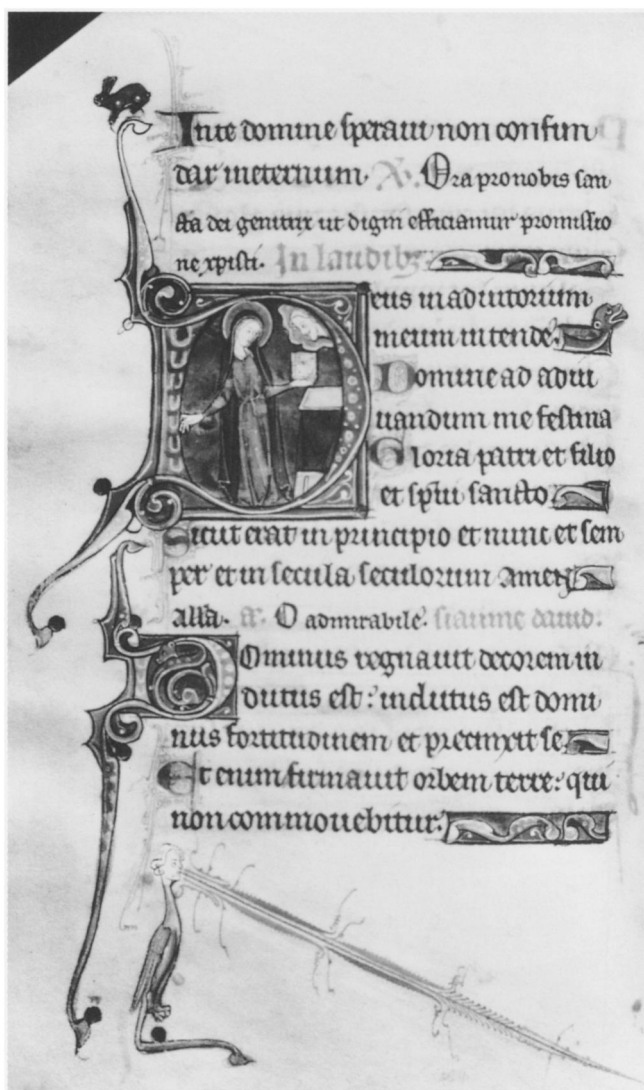 In te domine speraui non confun
dar in eternum. V. Ora pro nobis san
cta dei genitrix ut digni efficiamur promissio
ne xpisti. In laudibz.
Deus in adiutorium
meum intende.
Domine ad adiu
uandum me festina
Gloria patri et filio
et spiritui sancto
Sicut erat in principio et nunc et sem
per et in secula seculorum amen
alla. a. O admirabile. psaume dauid.
Dominus regnauit decorem in
dutus est: indutus est domi
nus fortitudinem et precinxit se
Et enim firmauit orbem terre: qui
non commouebitur.